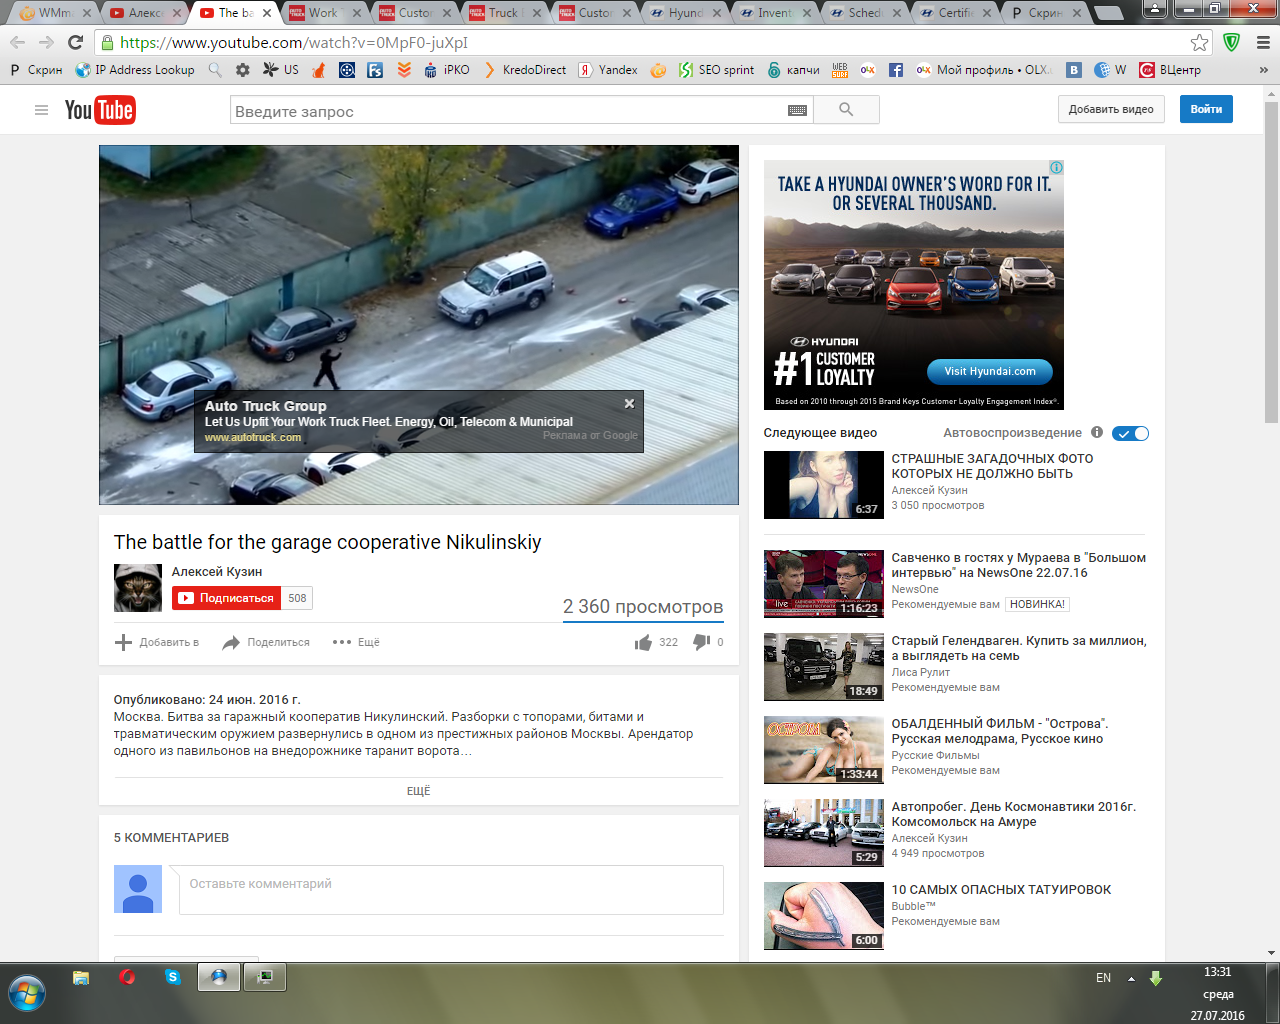 WMm
Алекс
The ba
Work
Custom
Truck
Custom
Hyund
Invent
Sched
Certifi
Скрин
https://www.youtube.com/watch?v=0MpF0-juXpI
Скрин
IP Address Lookup
US
iPKO
KredoDirect
Yandex
SEO sprint
капчи
Мой профиль • OLX.
W
ВЦентр
»
YouTube
Введите запрос
Добавить видео
Войти
Auto Truck Group
Let Us Upfit Your Work Truck Fleet. Energy, Oil, Telecom & Municipal
www.autotruck.com
Реклама от Google
The battle for the garage cooperative Nikulinskiy
Алексей Кузин
Подписаться 508
2 360 просмотров
Добавить в
Поделиться
Ещё
322
0
Опубликовано: 24 июн. 2016 г.
Москва. Битва за гаражный кооператив Никулинский. Разборки с топорами, битами и
травматическим оружием развернулись в одном из престижных районов Москвы. Арендатор
одного из павильонов на внедорожнике таранит ворота…
ЕЩЁ
5 КОММЕНТАРИЕВ
Оставьте комментарий
TAKE A HYUNDAI OWNER'S WORD FOR IT.
OR SEVERAL THOUSAND.
HYUNDAI
#1 CUSTOMER
LOYALTY
Visit Hyundai.com
Based on 2010 through 2015 Brand Keys Customer Loyalty Engagement Index®.
Следующее видео
Автовоспроизведение
СТРАШНЫЕ ЗАГАДОЧНЫХ ФОТО
КОТОРЫХ НЕ ДОЛЖНО БЫТЬ
Алексей Кузин
3 050 просмотров
6:37
Савченко в гостях у Мураева в "Большом
интервью" на NewsOne 22.07.16
NewsOne
Рекомендуемые вам НОВИНКА!
live
1:16:23
Старый Гелендваген. Купить за миллион,
а выглядеть на семь
Лиса Рулит
Рекомендуемые вам
18:49
ОБАЛДЕННЫЙ ФИЛЬМ - "Острова".
Русская мелодрама, Русское кино
Русские Фильмы
Рекомендуемые вам
ОСТРОВА
1:33:44
Автопробег. День Космонавтики 2016г.
Комсомольск на Амуре
Алексей Кузин
4 949 просмотров
5:29
10 САМЫХ ОПАСНЫХ ТАТУИРОВОК
Bubble™
Рекомендуемые вам
6:00
EN
13:31
среда
27.07.2016